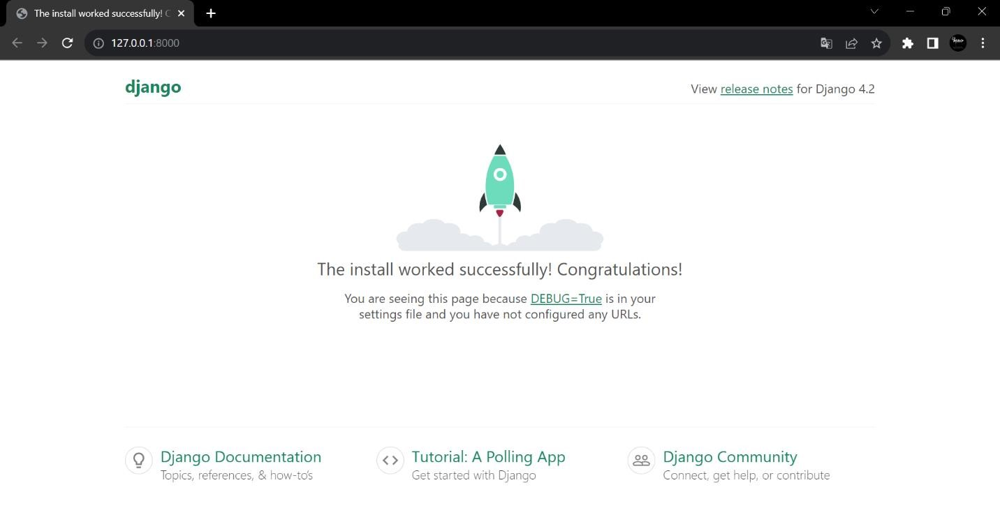 The install worked successfully! C
127.0.0.1:8000
django
View release notes for Django 4.2
The install worked successfully! Congratulations!
You are seeing this page because DEBUG=True is in your
settings file and you have not configured any URLs.
Django Documentation
Topics, references, & how-to's
Tutorial: A Polling App
Get started with Django
Django Community
Connect, get help, or contribute